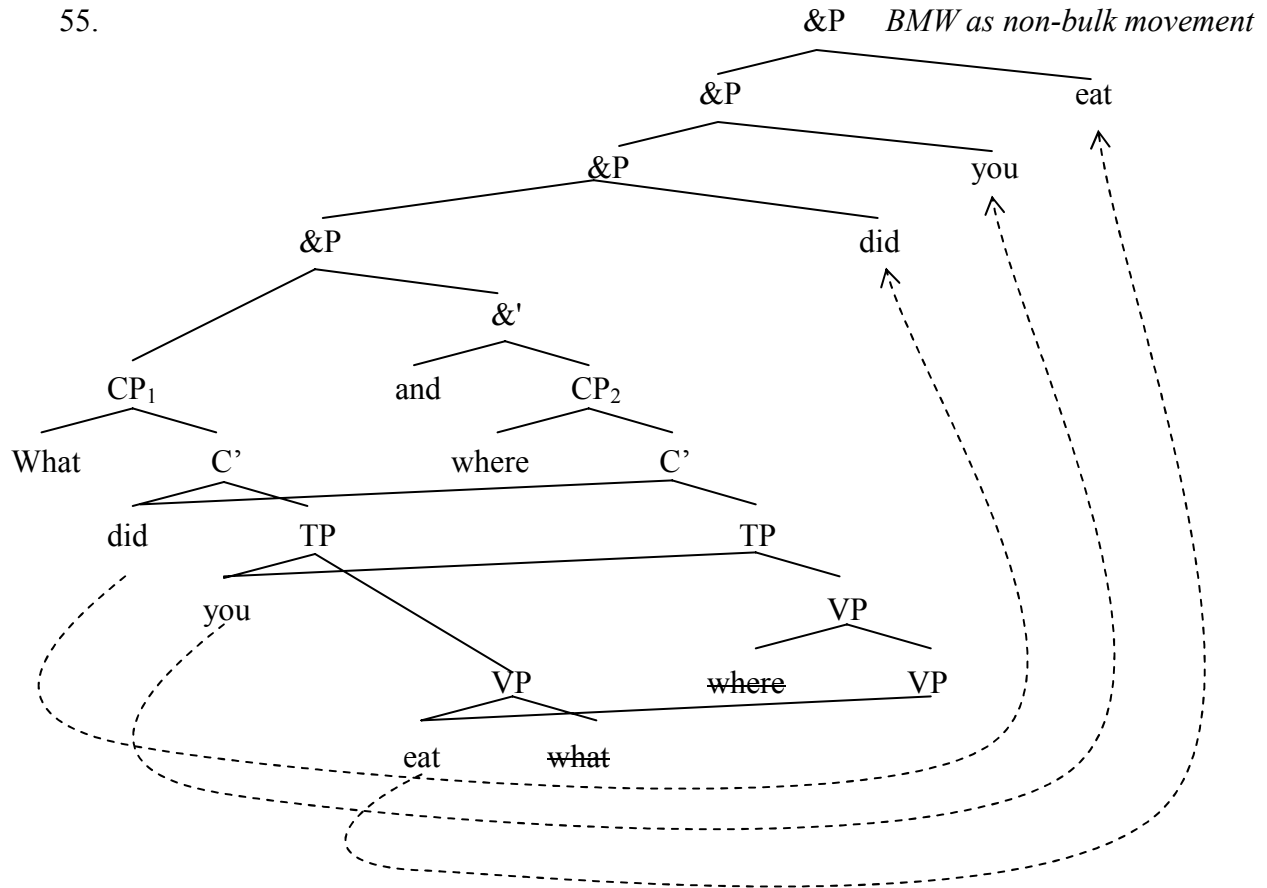 55. &P BMW as non-bulk movement
&P eat
&P you
&P did
&'
CP₁ and CP₂
What C’ where C’
did TP TP
you VP
VP ~~where~~ VP
eat ~~what~~